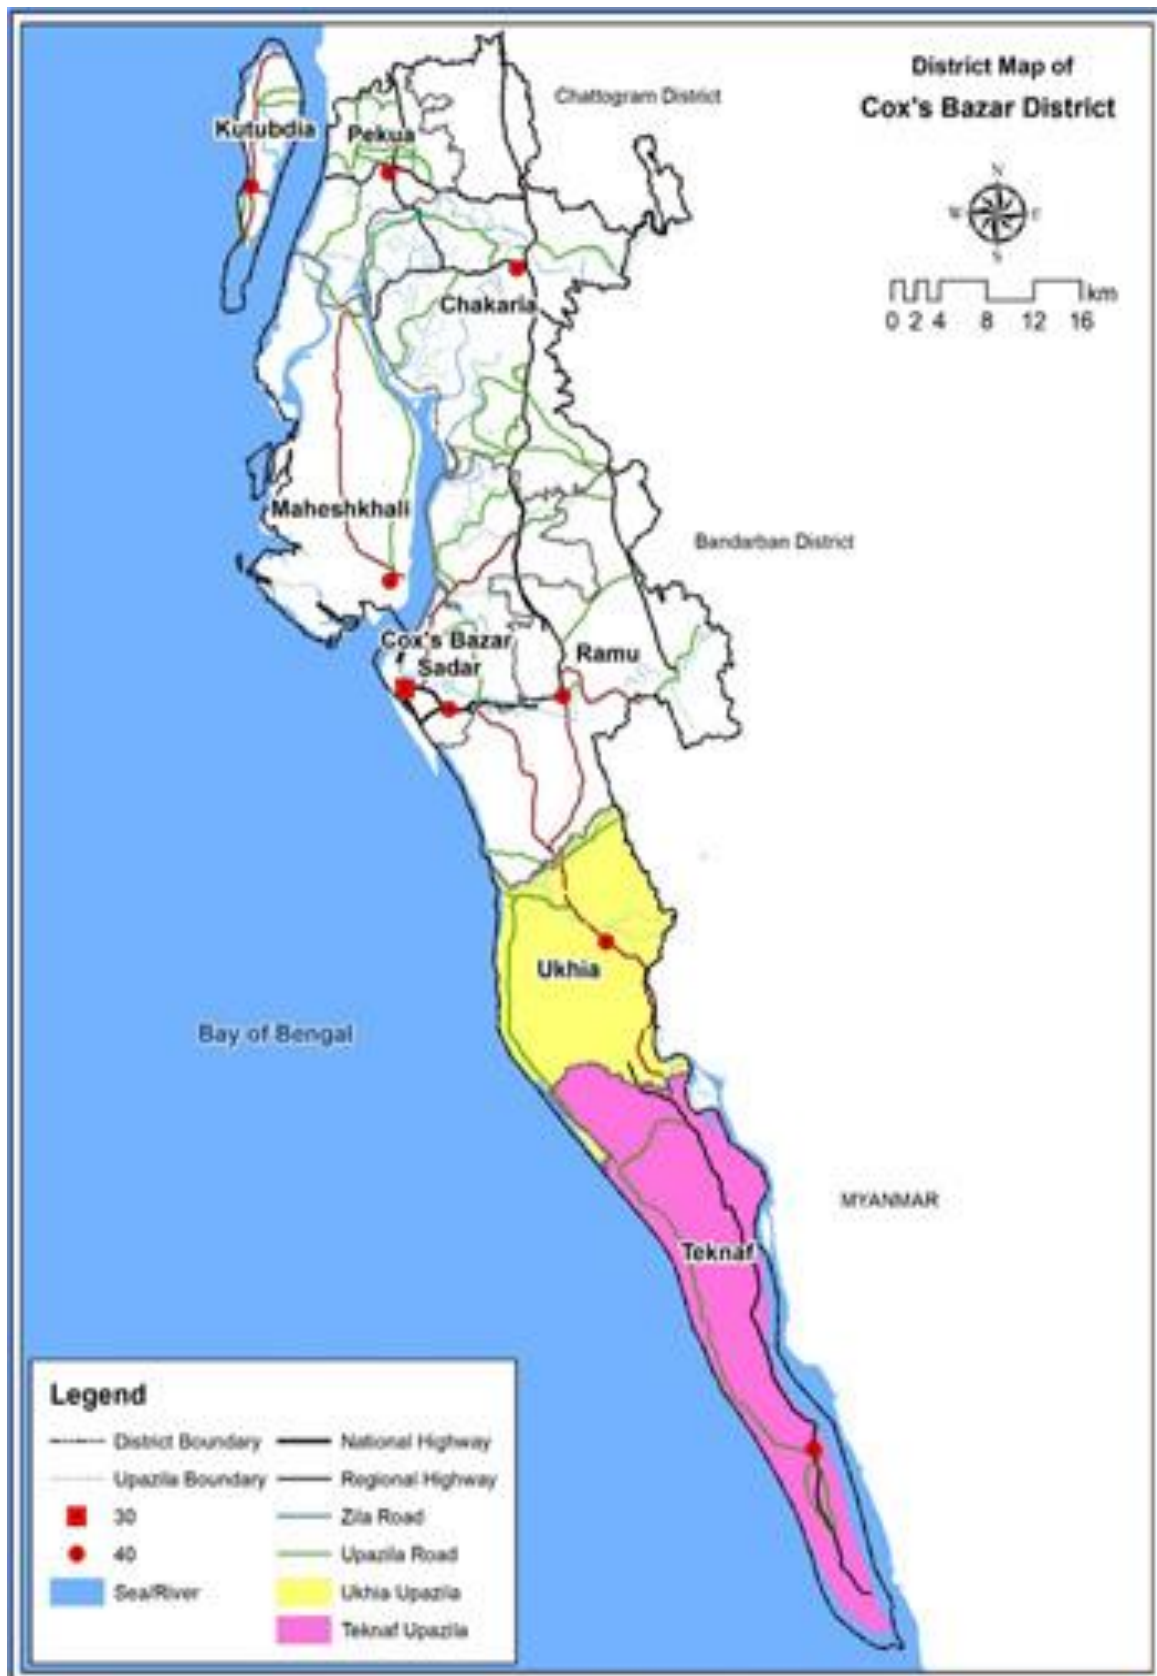 District Map of
Cox's Bazar District
Chattogram District
Kutubdia
Pekua
N
W E
S
km
0 2 4 8 12 16
Chakaria
Maheshkhali
Bandarban District
Cox's Bazar
Sadar
Ramu
Ukhia
Bay of Bengal
MYANMAR
Teknaf
Legend
District Boundary
National Highway
Upazila Boundary
Regional Highway
30
Zila Road
40
Upazila Road
Sea/River
Ukhia Upazila
Teknaf Upazila